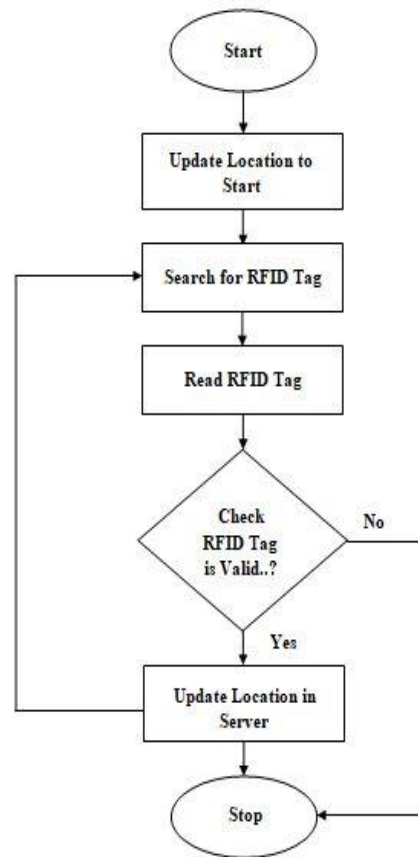 Start
Update Location to
Start
Search for RFID Tag
Read RFID Tag
Check
RFID Tag
is Valid..?
No
Yes
Update Location in
Server
Stop